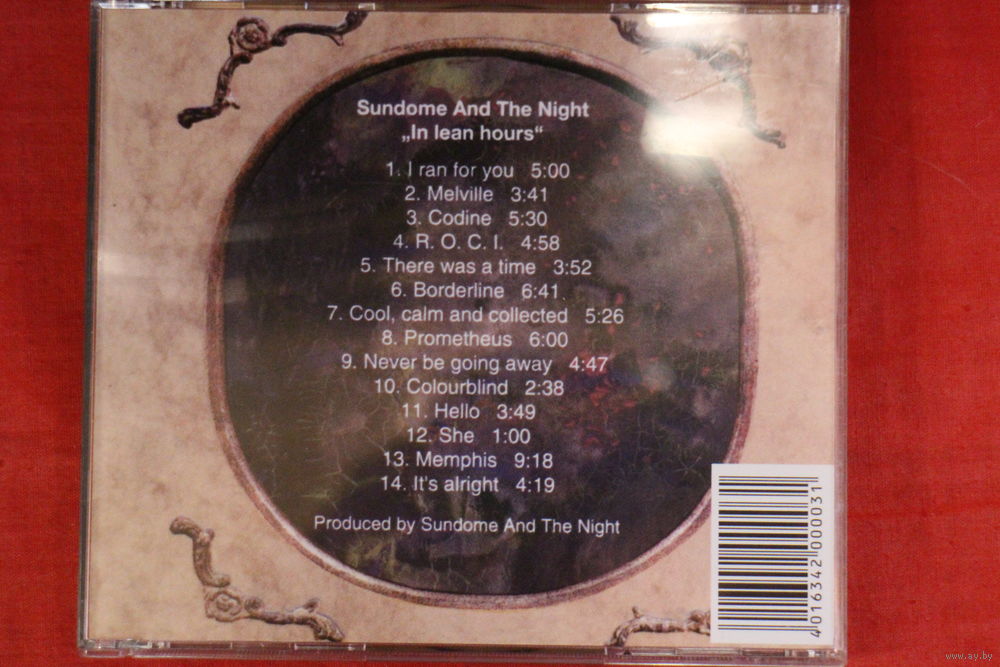 Sundome And The Night
„In lean hours“
1. I ran for you 5:00
2. Melville 3:41
3. Codine 5:30
4. R. O. C. I. 4:58
5. There was a time 3:52
6. Borderline 6:41
7. Cool, calm and collected 5:26
8. Prometheus 6:00
9. Never be going away 4:47
10. Colourblind 2:38
11. Hello 3:49
12. She 1:00
13. Memphis 9:18
14. It's alright 4:19
Produced by Sundome And The Night
4 016342 000031
www.ay.by